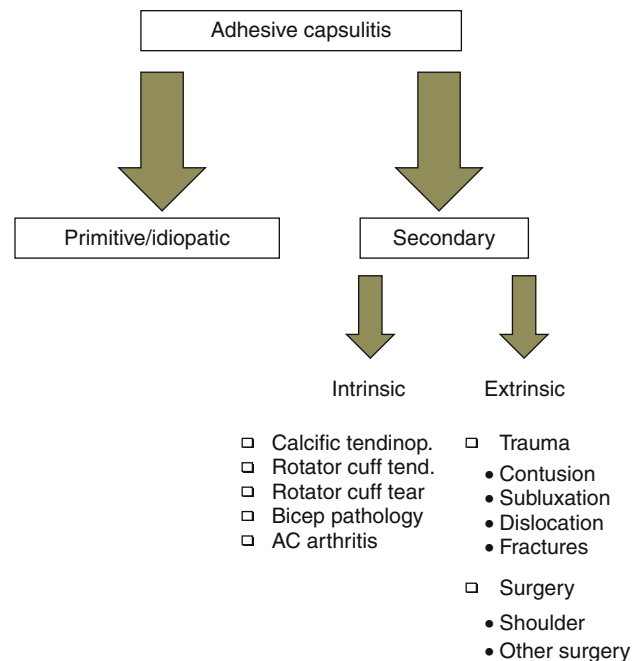 Adhesive capsulitis
Primitive/idiopatic
Secondary
Intrinsic
Extrinsic
❑ Calcific tendinop.
❑ Rotator cuff tend.
❑ Rotator cuff tear
❑ Bicep pathology
❑ AC arthritis
❑ Trauma
• Contusion
• Subluxation
• Dislocation
• Fractures
❑ Surgery
• Shoulder
• Other surgery